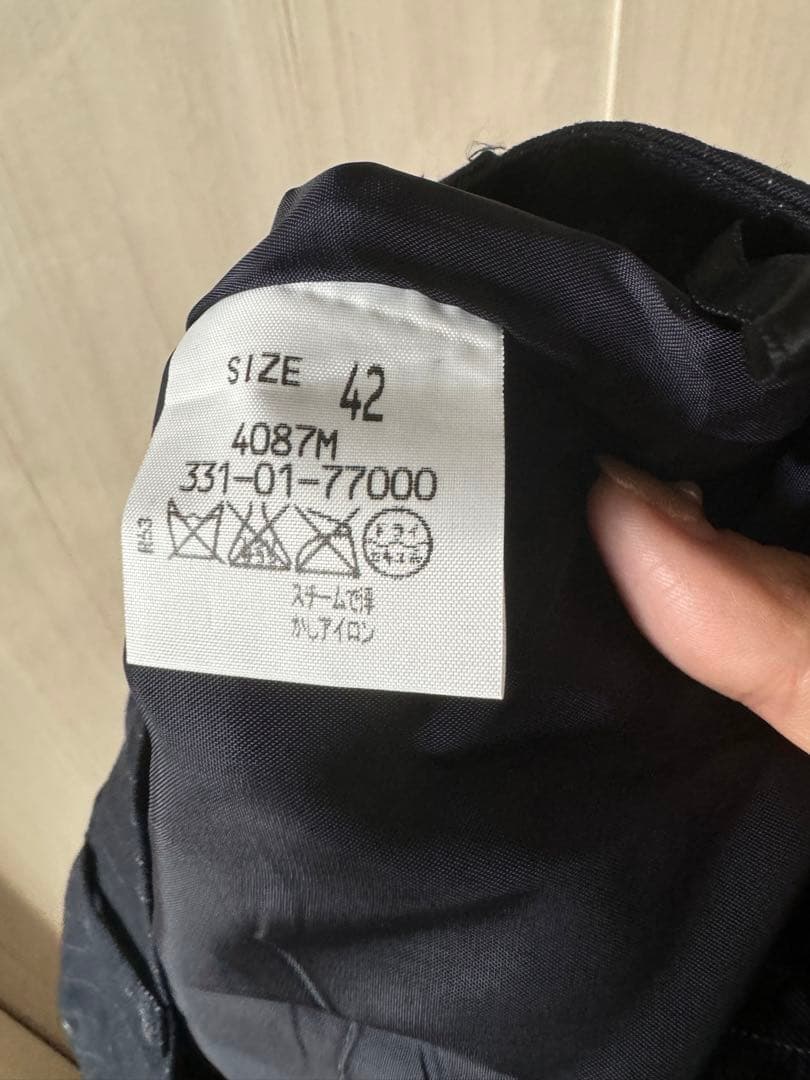 SIZE 42
4087M
331-01-77000
R63
ドライ
スチームで浮
かしアイロン